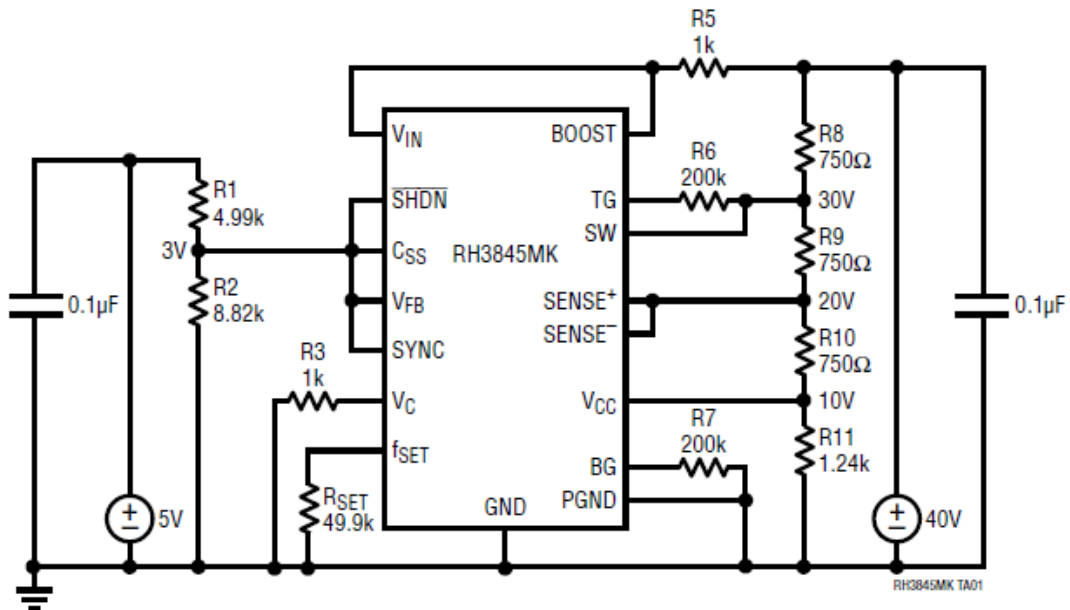 R5
1k
VIN
BOOST
R8
750Ω
R6
200k
R1
4.99k
SHDN
TG
30V
SW
3V
CSS
RH3845MK
R9
750Ω
R2
8.82k
0.1µF
VFB
SENSE+
20V
0.1µF
SENSE−
SYNC
R10
750Ω
R3
1k
VC
VCC
10V
R7
200k
R11
1.24k
fSET
BG
RSET
49.9k
GND
PGND
+
−
5V
+
−
40V
RH3845MK TA01